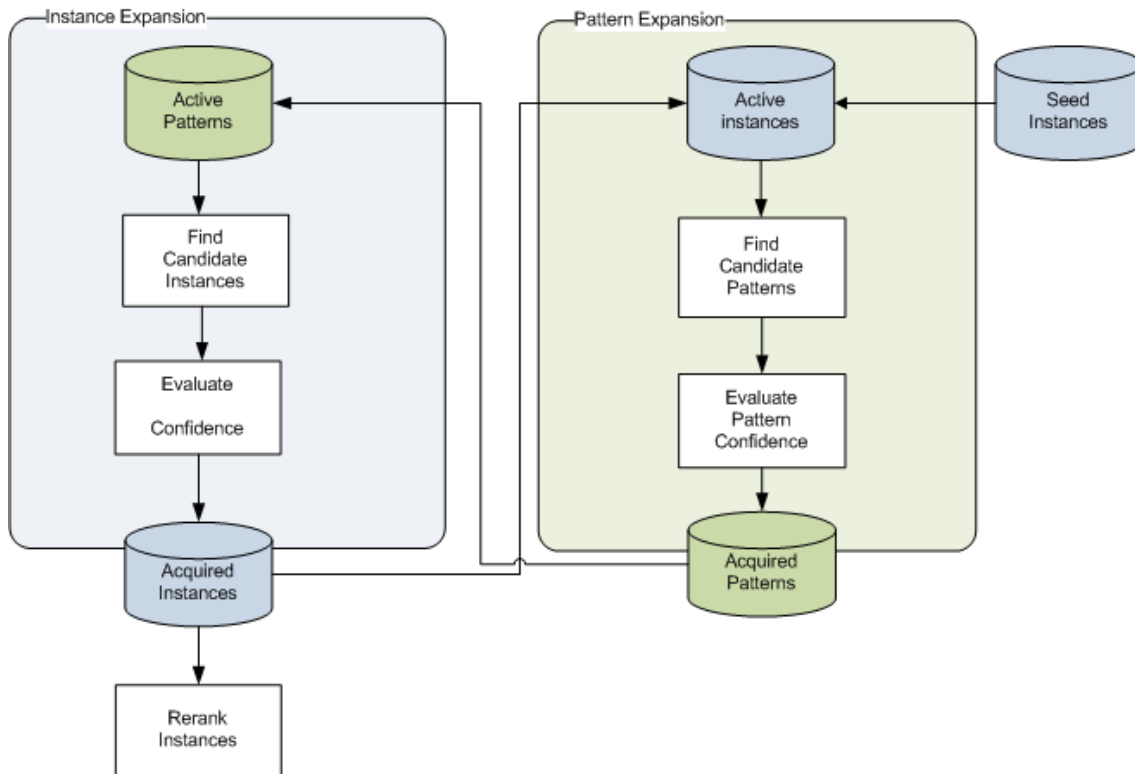 Instance Expansion
Pattern Expansion
Active
Patterns
Active
instances
Seed
Instances
Find
Candidate
Instances
Find
Candidate
Patterns
Evaluate
Confidence
Evaluate
Pattern
Confidence
Acquired
Instances
Acquired
Patterns
Rerank
Instances